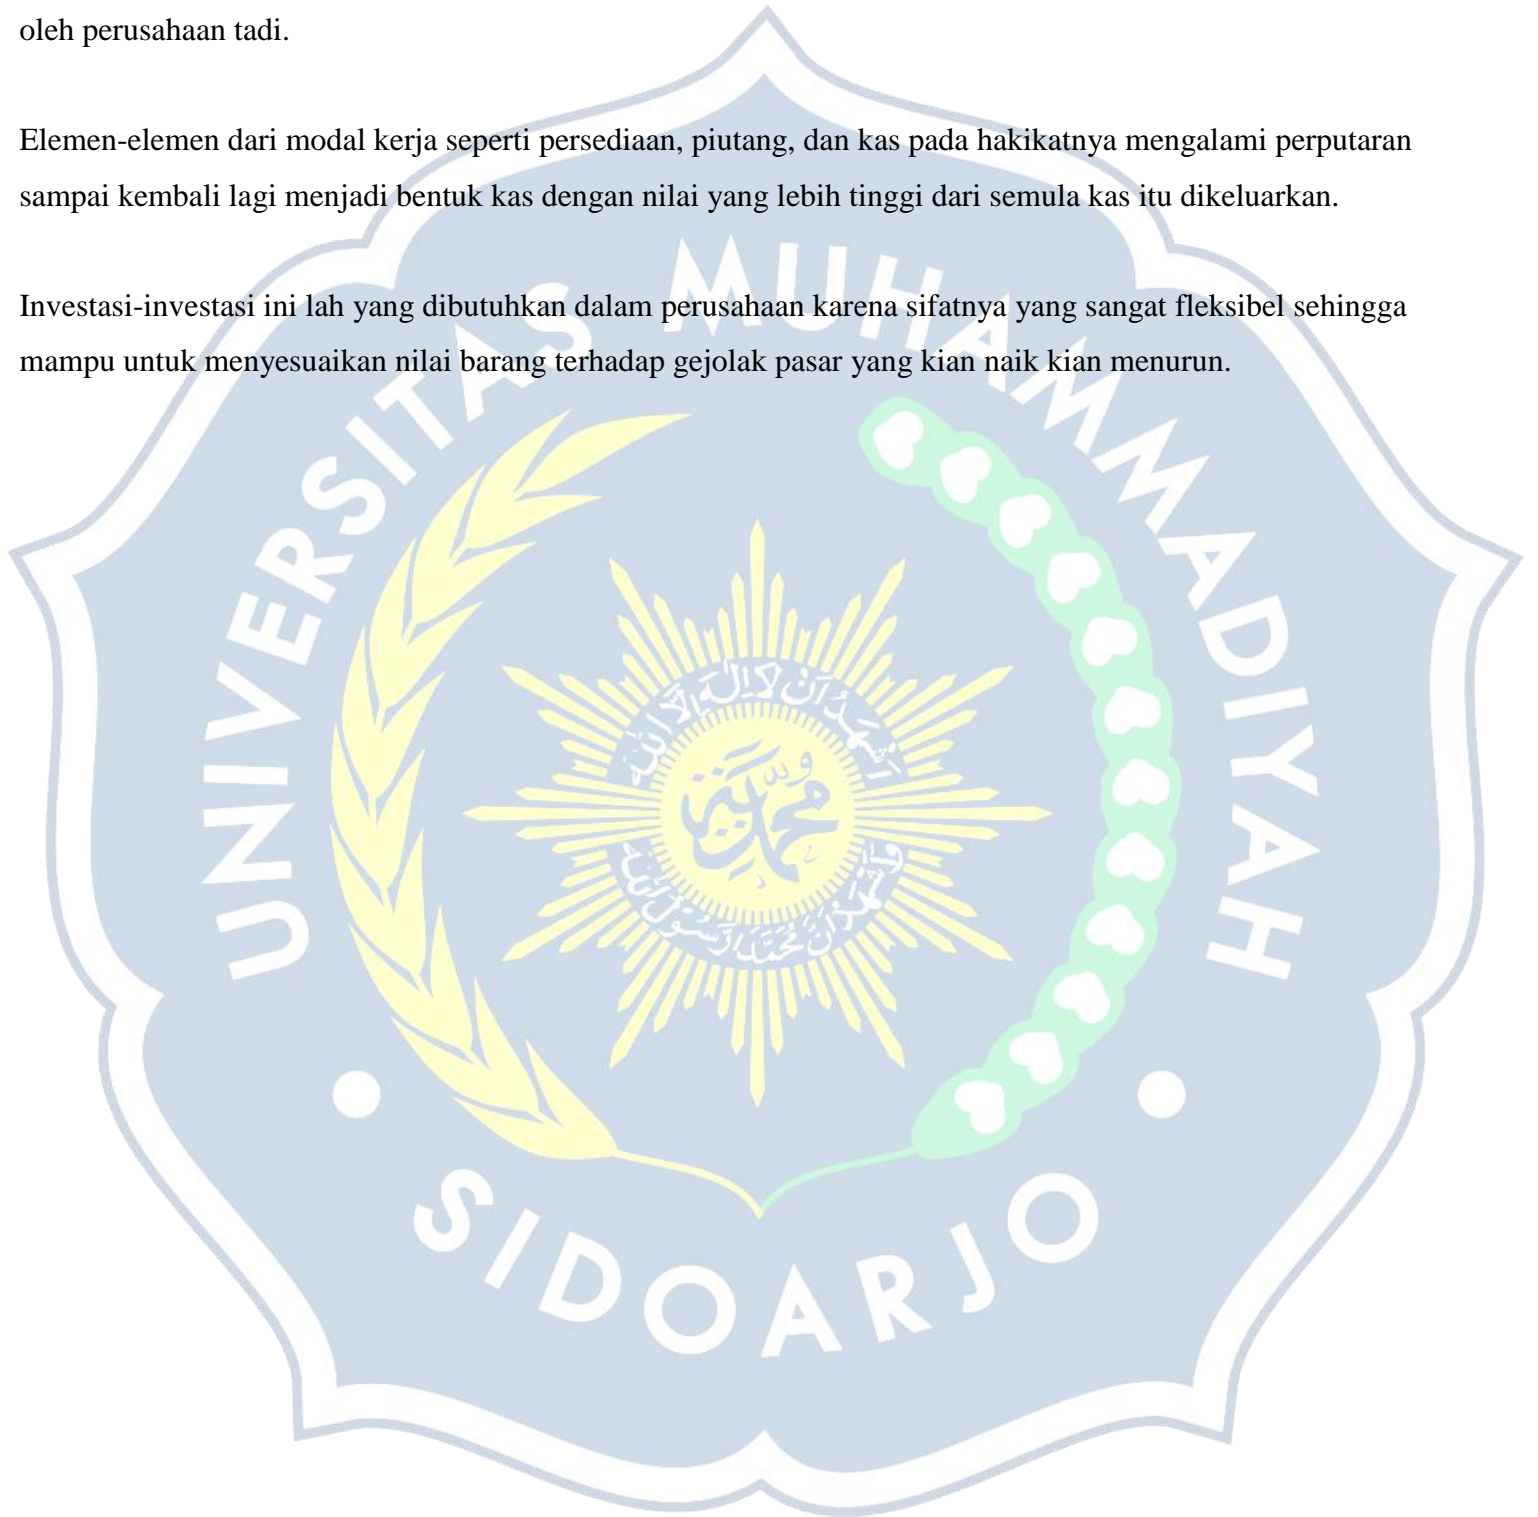 oleh perusahaan tadi.
Elemen-elemen dari modal kerja seperti persediaan, piutang, dan kas pada hakikatnya mengalami perputaran
sampai kembali lagi menjadi bentuk kas dengan nilai yang lebih tinggi dari semula kas itu dikeluarkan.
Investasi-investasi ini lah yang dibutuhkan dalam perusahaan karena sifatnya yang sangat fleksibel sehingga
mampu untuk menyesuaikan nilai barang terhadap gejolak pasar yang kian naik kian menurun.
UNIVERSITAS MUHAMMADIYAH
اَشْهَدُ اَنْ لَا اِلٰهَ اِلَّا اللّٰه
محمدية
وَاَشْهَدُ اَنَّ مُحَمَّدًا رَسُوْلُ اللّٰه
SIDOARJO